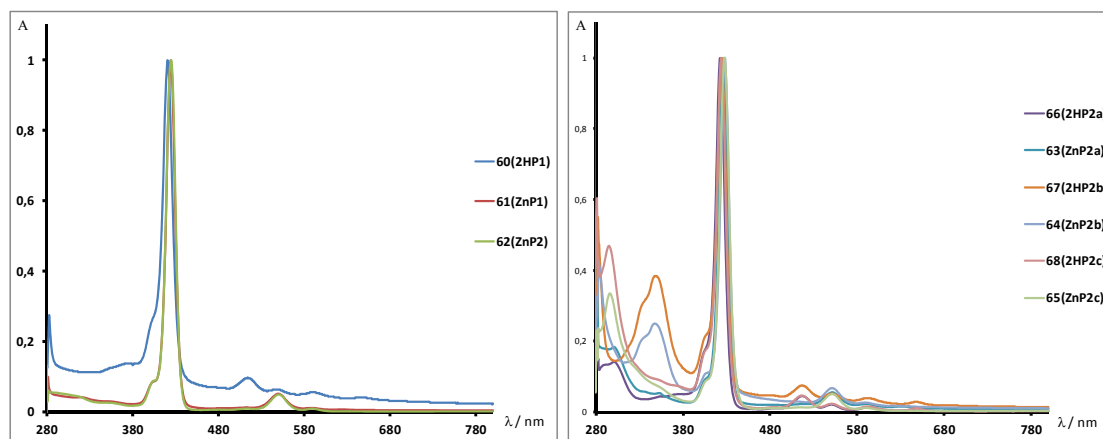 A
1
0,8
0,6
0,4
0,2
0
280 380 480 580 680 780
λ / nm
60(2HP1)
61(ZnP1)
62(ZnP2)
A
1
0,8
0,6
0,4
0,2
0
280 380 480 580 680 780
λ / nm
66(2HP2a
63(ZnP2a)
67(2HP2b
64(ZnP2b)
68(2HP2c)
65(ZnP2c)